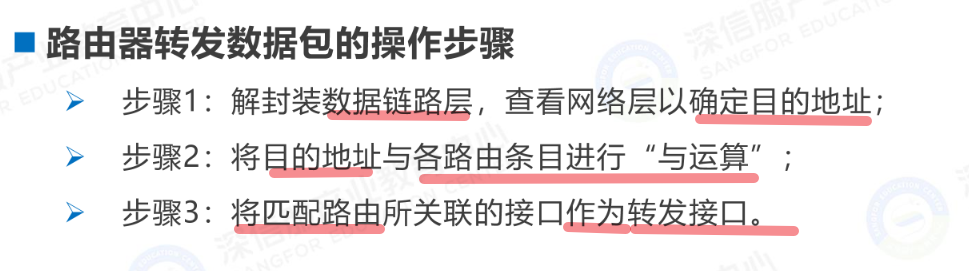 路由器转发数据包的操作步骤
步骤1：解封装数据链路层，查看网络层以确定目的地址；
步骤2：将目的地址与各路由条目进行“与运算”；
步骤3：将匹配路由所关联的接口作为转发接口。